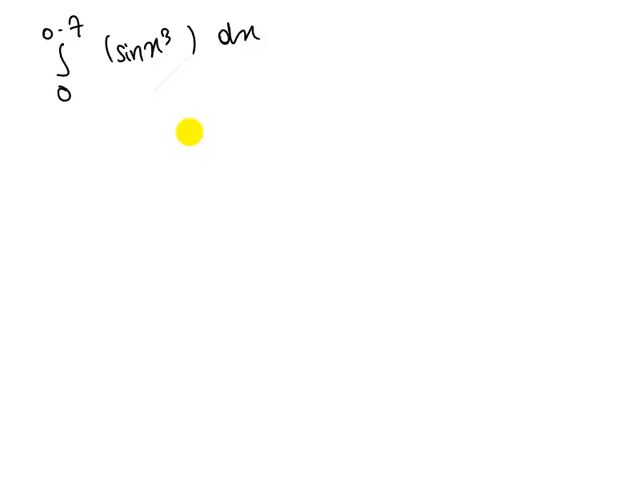 0.7
∫ (sin x³) dx
0